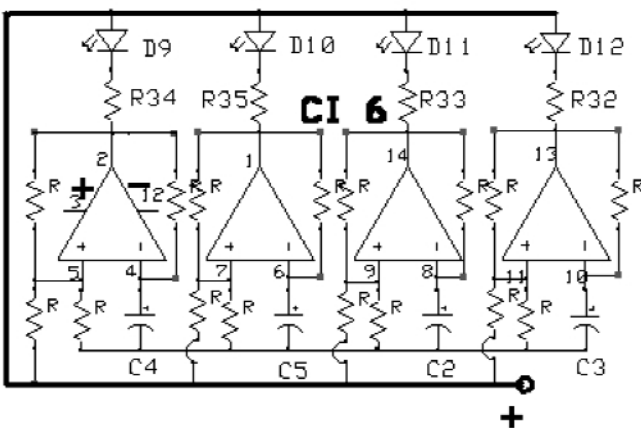 D9 D10 D11 D12
R34 R35 CI 6 R33 R32
2 1 14 13
R + 3 - 12 R R R R R R R
+ - + - + - + -
5 4 7 6 9 8 11 10
R R + R R + R R + R R +
C4 C5 C2 C3
+